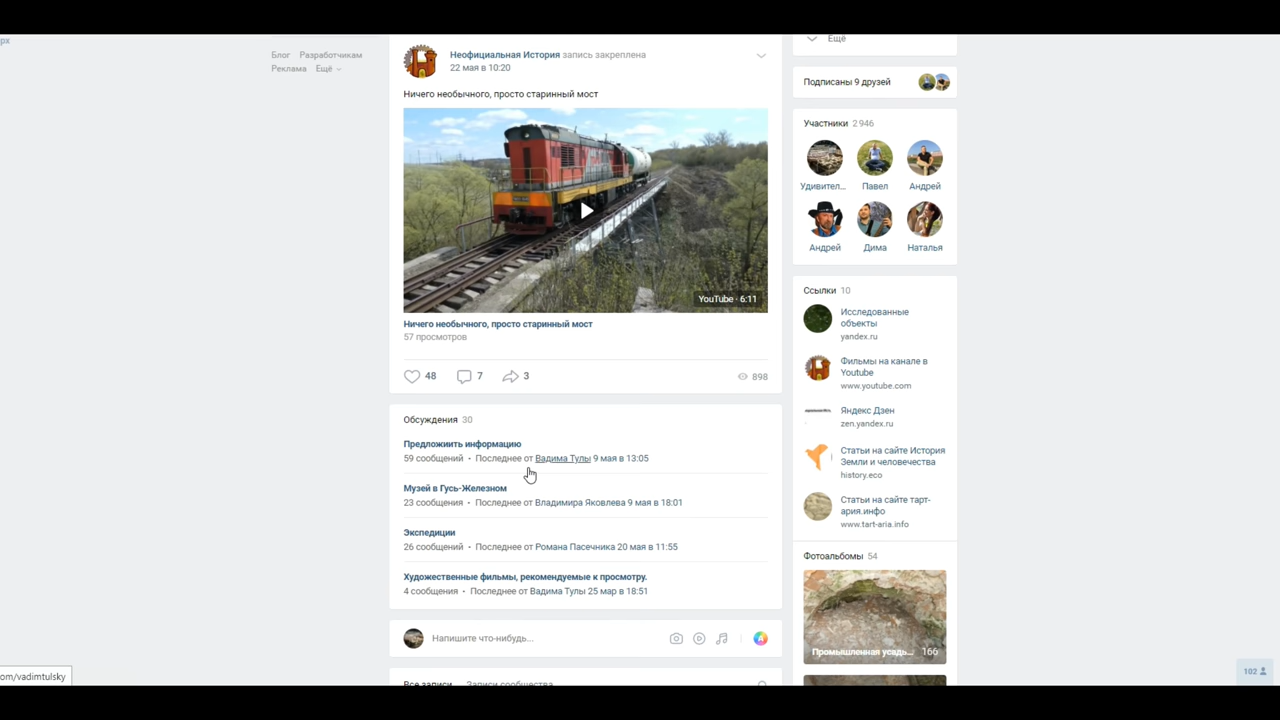 рх
Блог Разработчикам
Реклама Ещё
Неофициальная История запись закреплена
22 мая в 10:20
Ничего необычного, просто старинный мост
YouTube · 6:11
Ничего необычного, просто старинный мост
57 просмотров
48 7 3 898
Обсуждения 30
Предложить информацию
59 сообщений · Последнее от Вадима Тулы 9 мая в 13:05
Музей в Гусь-Железном
23 сообщения · Последнее от Владимира Яковлева 9 мая в 18:01
Экспедиции
26 сообщений · Последнее от Романа Пасечника 20 мая в 11:55
Художественные фильмы, рекомендуемые к просмотру.
4 сообщения · Последнее от Вадима Тулы 25 мар в 18:51
Напишите что-нибудь...
Все записи Записи сообщества
Ещё
Подписаны 9 друзей
Участники 2 946
Удивител... Павел Андрей
Андрей Дима Наталья
Ссылки 10
Исследованные
объекты
yandex.ru
Фильмы на канале в
Youtube
www.youtube.com
Яндекс Дзен
zen.yandex.ru
Статьи на сайте История
Земли и человечества
history.eco
Статьи на сайте тарт-
ария.инфо
www.tart-aria.info
Фотоальбомы 54
Промышленная усадь... 166
om/vadimtulsky
102